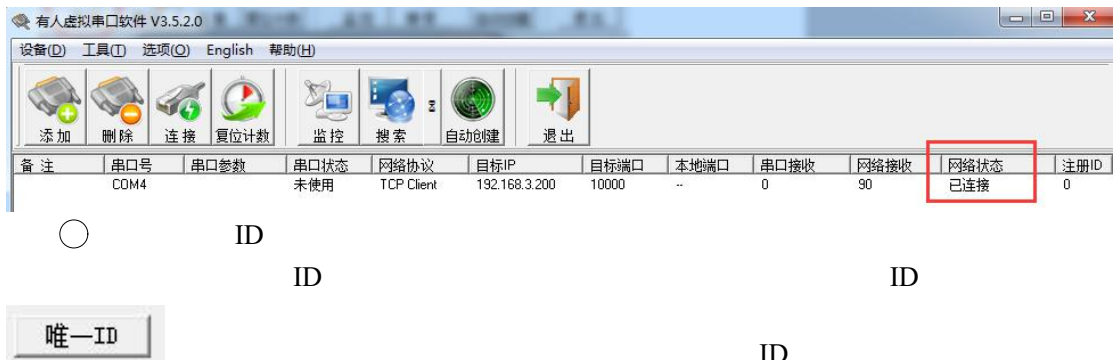 有人虚拟串口软件 V3.5.2.0
设备(D) 工具(T) 选项(O) English 帮助(H)
添加 删除 连接 复位计数 监控 搜索 自动创建 退出
备 注 串口号 串口参数 串口状态 网络协议 目标IP 目标端口 本地端口 串口接收 网络接收 网络状态 注册ID
COM4 未使用 TCP Client 192.168.3.200 10000 -- 0 90 已连接 0
ID
ID ID
唯一ID
ID